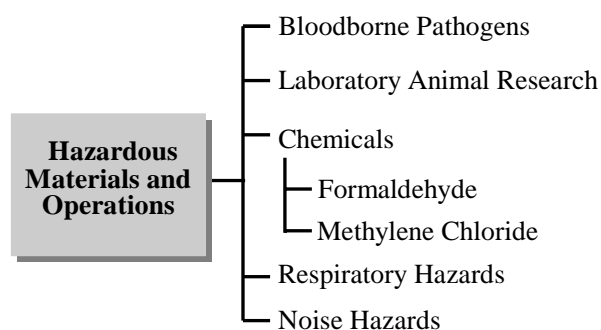 Hazardous
Materials and
Operations
Bloodborne Pathogens
Laboratory Animal Research
Chemicals
Formaldehyde
Methylene Chloride
Respiratory Hazards
Noise Hazards